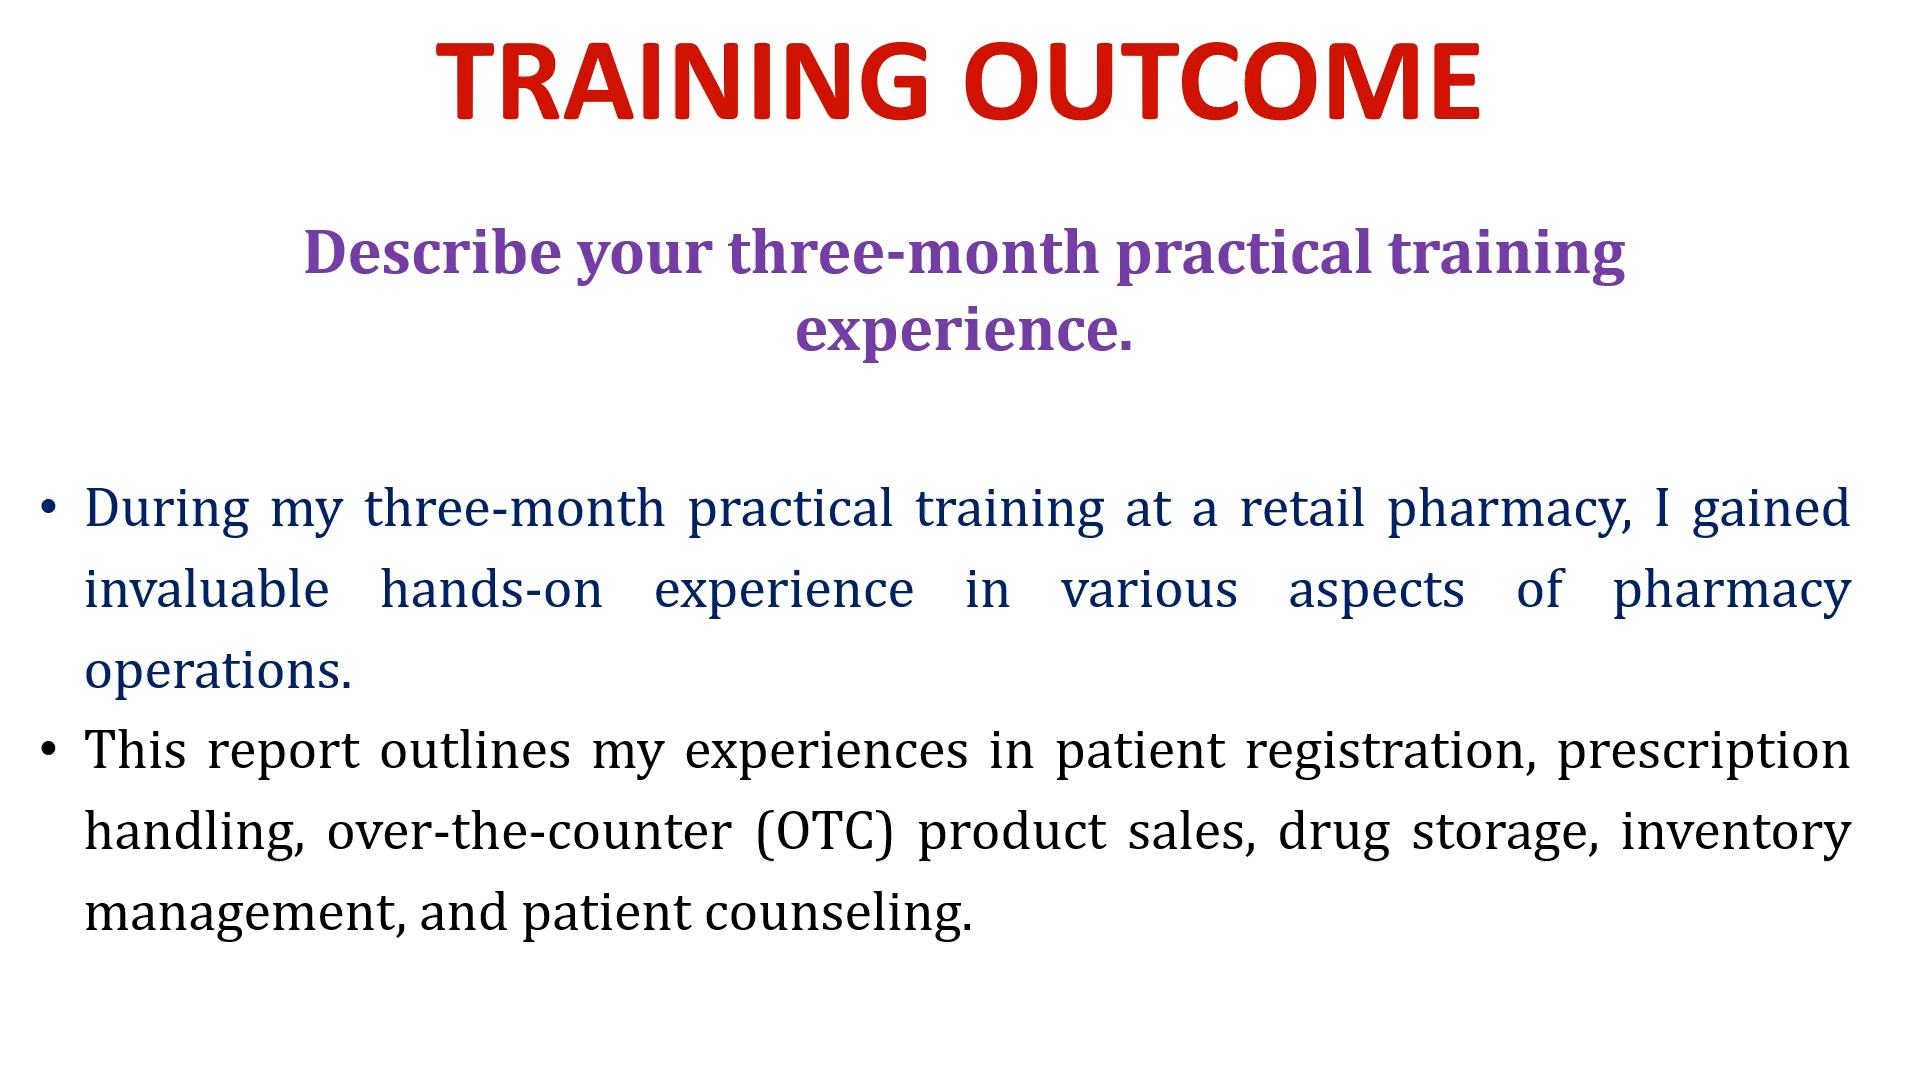 TRAINING OUTCOME
Describe your three-month practical training
experience.
• During my three-month practical training at a retail pharmacy, I gained
invaluable hands-on experience in various aspects of pharmacy
operations.
• This report outlines my experiences in patient registration, prescription
handling, over-the-counter (OTC) product sales, drug storage, inventory
management, and patient counseling.